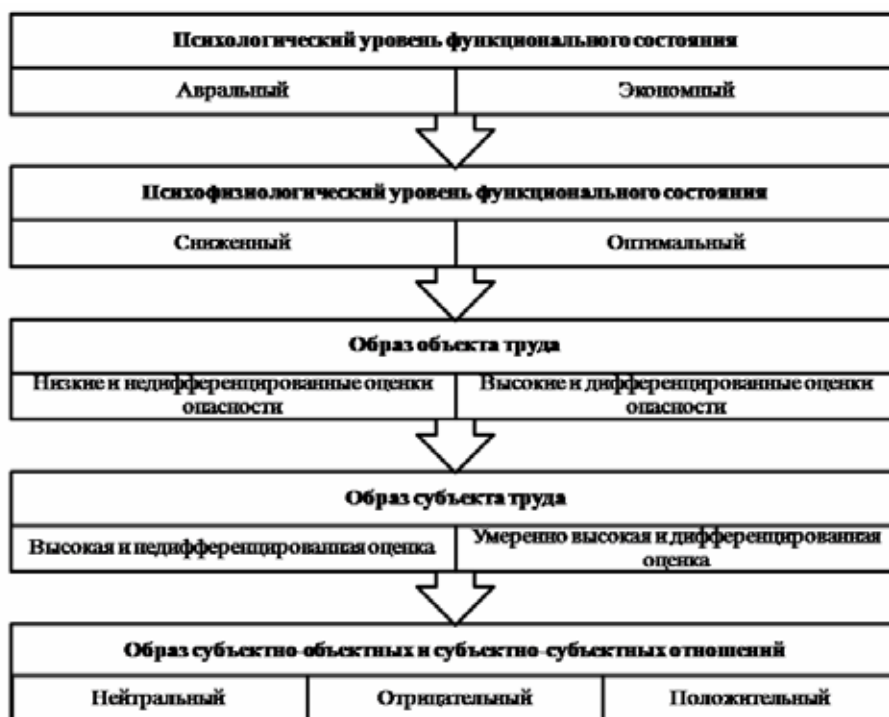 Психологический уровень функционального состояния
Авральный
Экономный
Психофизиологический уровень функционального состояния
Сниженный
Оптимальный
Образ объекта труда
Низкие и недифференцированные оценки
опасности
Высокие и дифференцированные оценки
опасности
Образ субъекта труда
Высокая и недифференцированная оценка
Умеренно высокая и дифференцированная
оценка
Образ субъектно-объектных и субъектно-субъектных отношений
Нейтральный
Отрицательный
Положительный